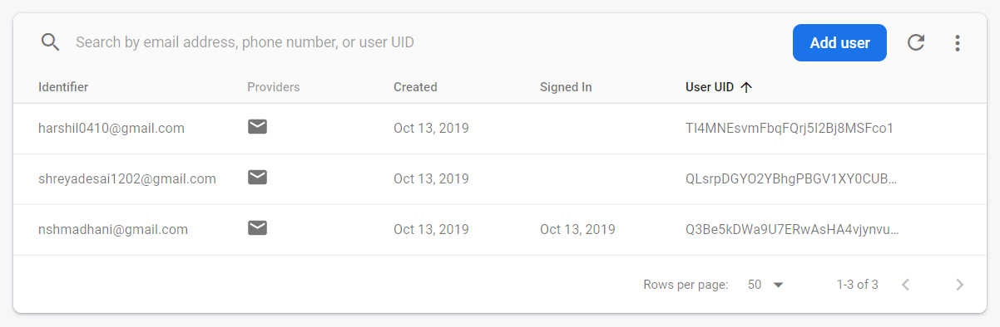 Search by email address, phone number, or user UID Add user
Identifier Providers Created Signed In User UID
harshil0410@gmail.com Oct 13, 2019 TI4MNEsvmFbqFQrj5I2Bj8MSFco1
shreyadesai1202@gmail.com Oct 13, 2019 QLsrpDGYO2YBhgPBGV1XY0CUB…
nshmadhani@gmail.com Oct 13, 2019 Oct 13, 2019 Q3Be5kDWa9U7ERwAsHA4vjynvu…
Rows per page: 50 1-3 of 3